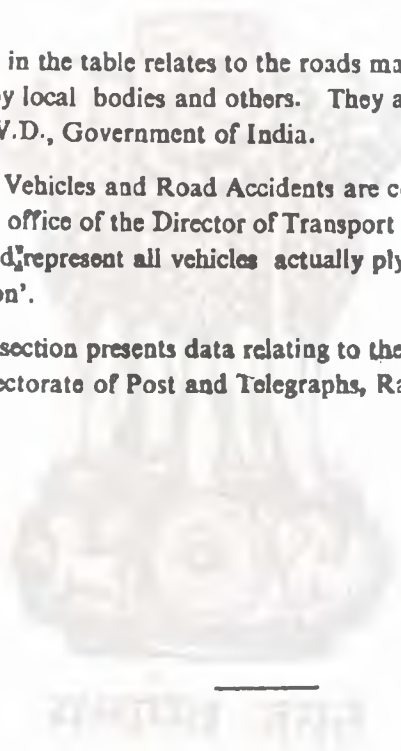 in the table relates to the roads ma
y local bodies and others. They a
V.D., Government of India.
Vehicles and Road Accidents are c
office of the Director of Transport
d, represent all vehicles actually ply
on'.
section presents data relating to the
ectorate of Post and Telegraphs, Ra